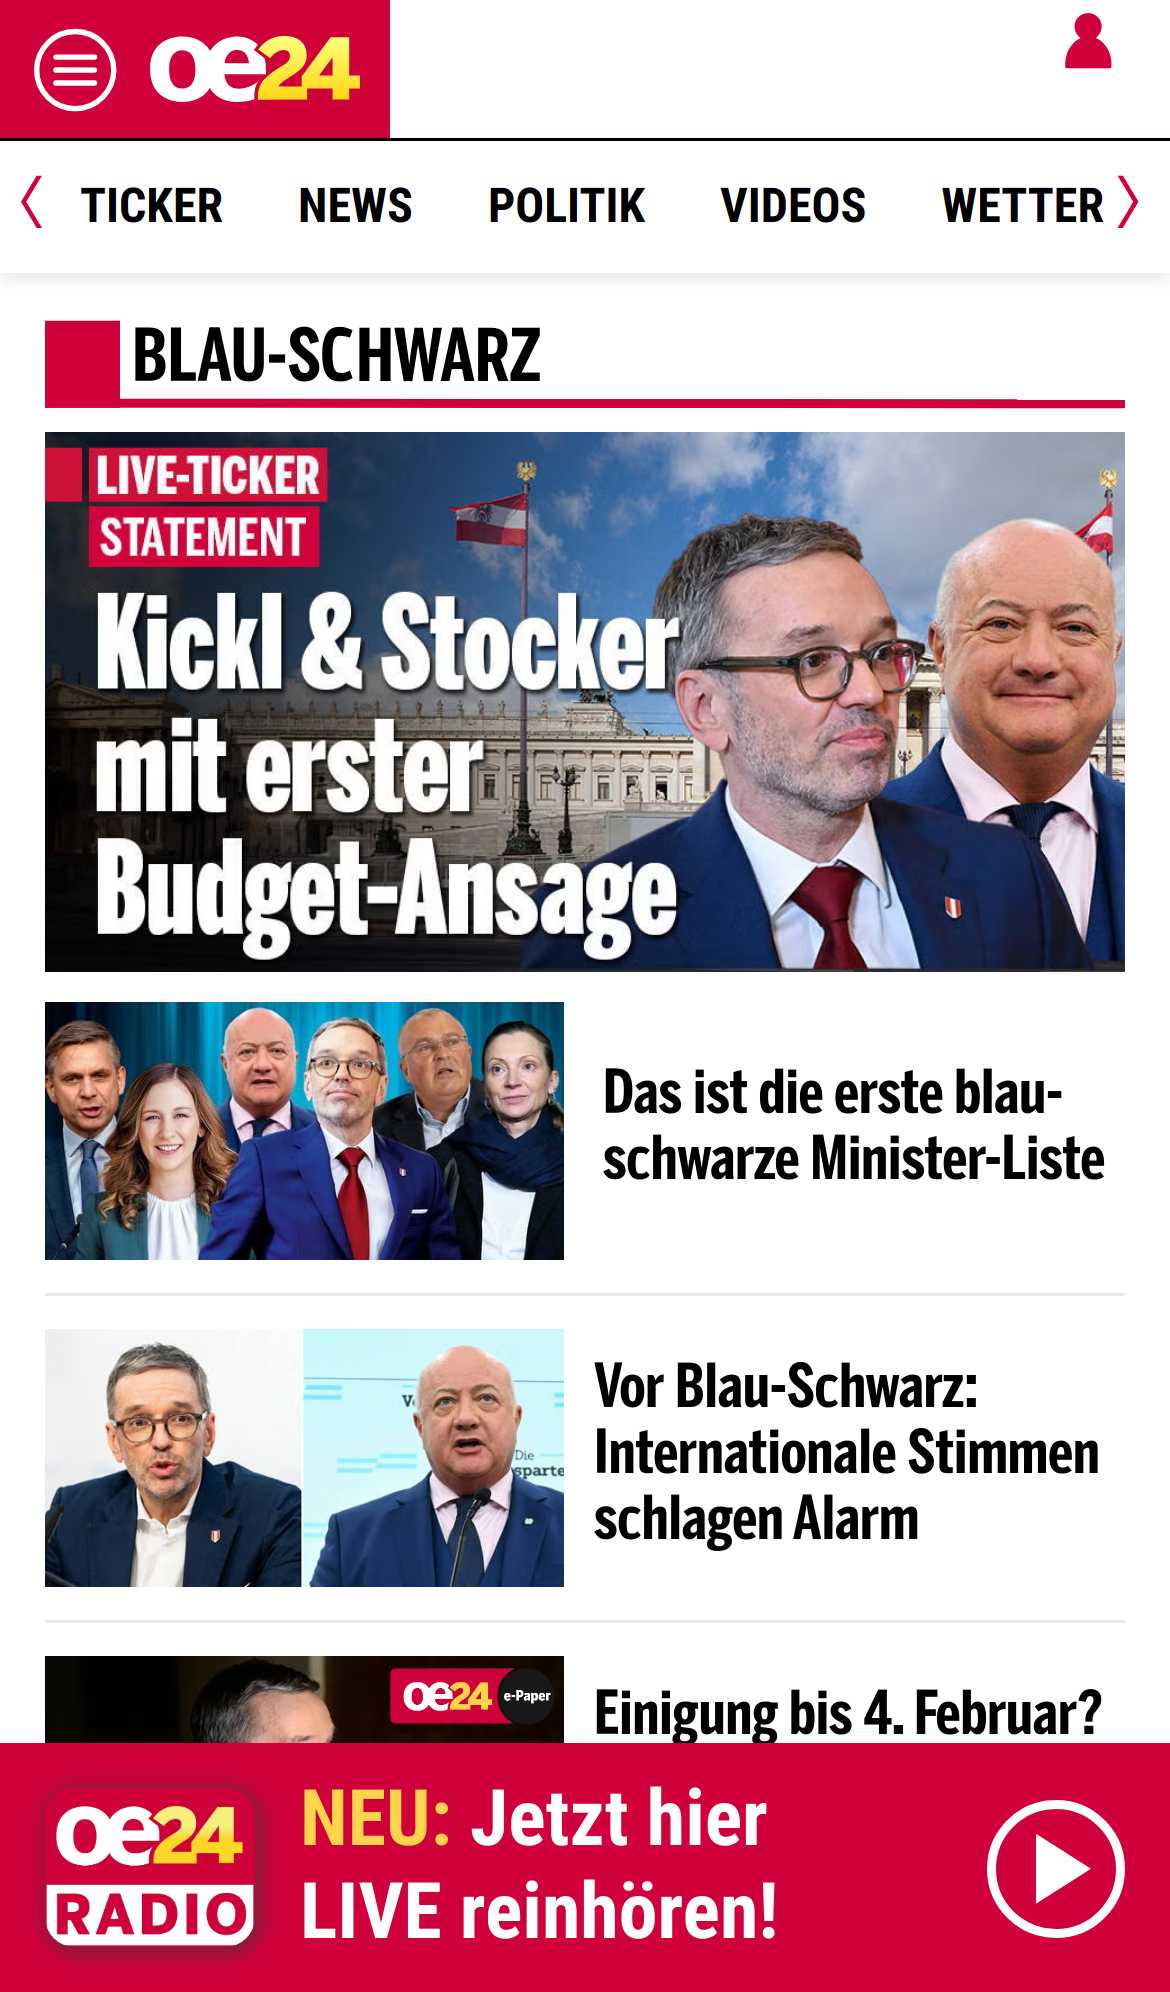 oe24
TICKER NEWS POLITIK VIDEOS WETTER
BLAU-SCHWARZ
LIVE-TICKER
STATEMENT
Kickl & Stocker
mit erster
Budget-Ansage
Das ist die erste blau-
schwarze Minister-Liste
Die
sparte
Vor Blau-Schwarz:
Internationale Stimmen
schlagen Alarm
oe24 e-Paper
Einigung bis 4. Februar?
oe24
RADIO
NEU: Jetzt hier
LIVE reinhören!